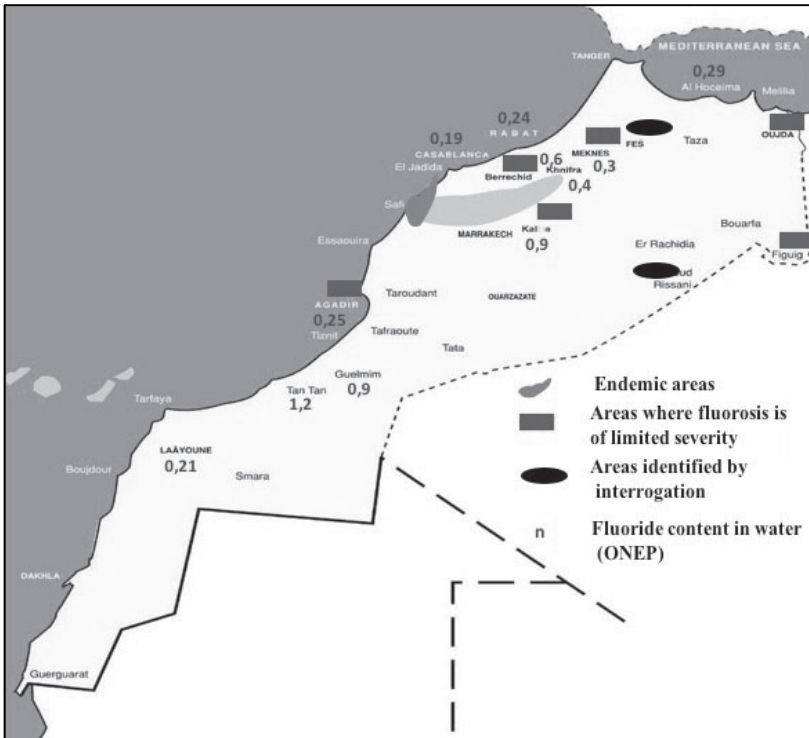 MEDITERRANEAN SEA
TANGER
0,29
Al Hoceima
Melilia
0,24
RABAT
0,19
CASABLANCA
El Jadida
OUJDA
FES
Taza
MEKNES
0,3
0,6
Berrechid
Khnifra
0,4
Safi
MARRAKECH
0,9
Bouarfa
Figuig
Essaouira
Er Rachidia
Rissani
AGADIR
0,25
Tiznit
Taroudant
OUARZAZATE
Tafraoute
Tata
Guelmim
0,9
Tan Tan
1,2
Tarfaya
LAÂYOUNE
0,21
Smara
Boujdour
DAKHLA
Guerguarat
Endemic areas
Areas where fluorosis is
of limited severity
Areas identified by
interrogation
n
Fluoride content in water
(ONEP)